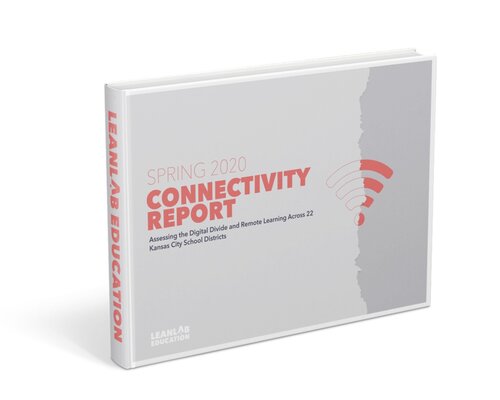 LEANLAB EDUCATION
SPRING 2020
CONNECTIVITY
REPORT
Assessing the Digital Divide and Remote Learning Across 22
Kansas City School Districts
LEANLAB
EDUCATION